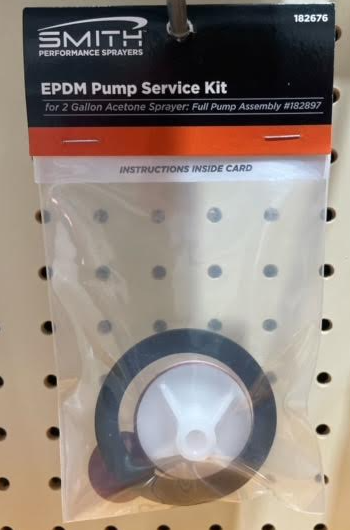 182676
SMITH
PERFORMANCE SPRAYERS
EPDM Pump Service Kit
for 2 Gallon Acetone Sprayer: Full Pump Assembly #182897
INSTRUCTIONS INSIDE CARD